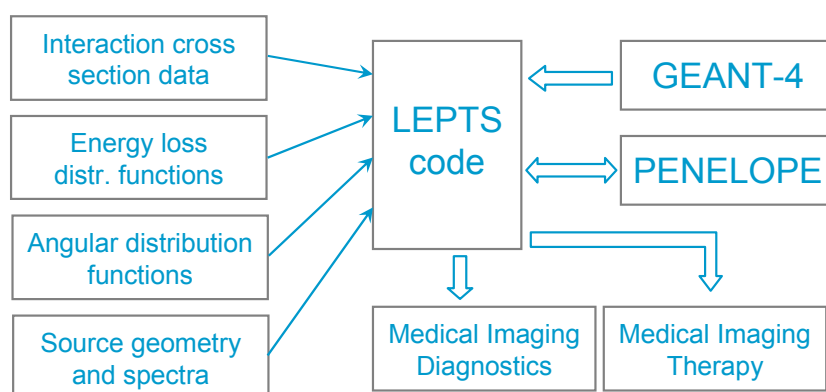 Interaction cross
section data
Energy loss
distr. functions
Angular distribution
functions
Source geometry
and spectra
LEPTS
code
GEANT-4
PENELOPE
Medical Imaging
Diagnostics
Medical Imaging
Therapy